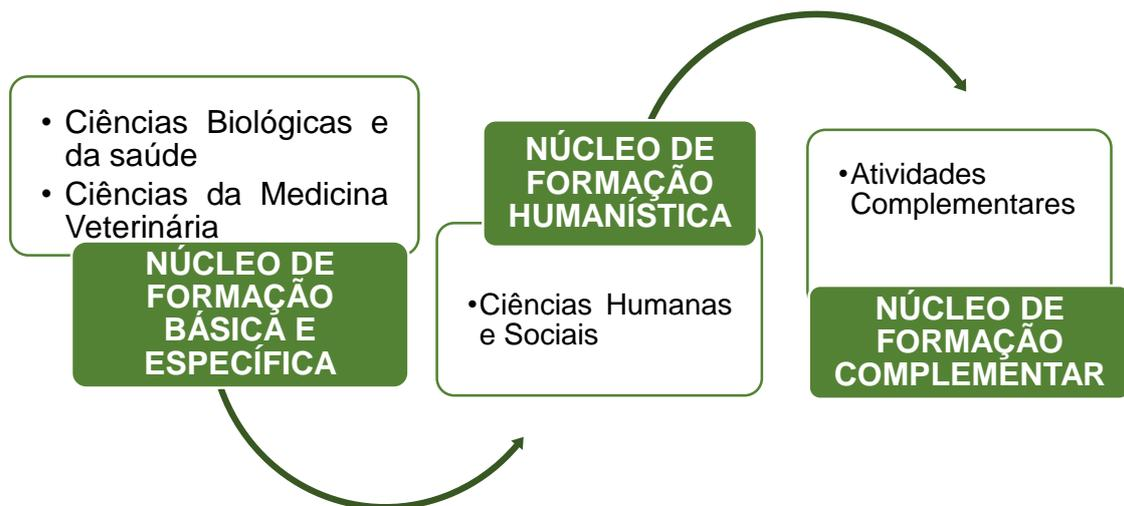 • Ciências Biológicas e
da saúde
• Ciências da Medicina
Veterinária
NÚCLEO DE
FORMAÇÃO
BÁSICA E
ESPECÍFICA
NÚCLEO DE
FORMAÇÃO
HUMANÍSTICA
•Ciências Humanas
e Sociais
•Atividades
Complementares
NÚCLEO DE
FORMAÇÃO
COMPLEMENTAR